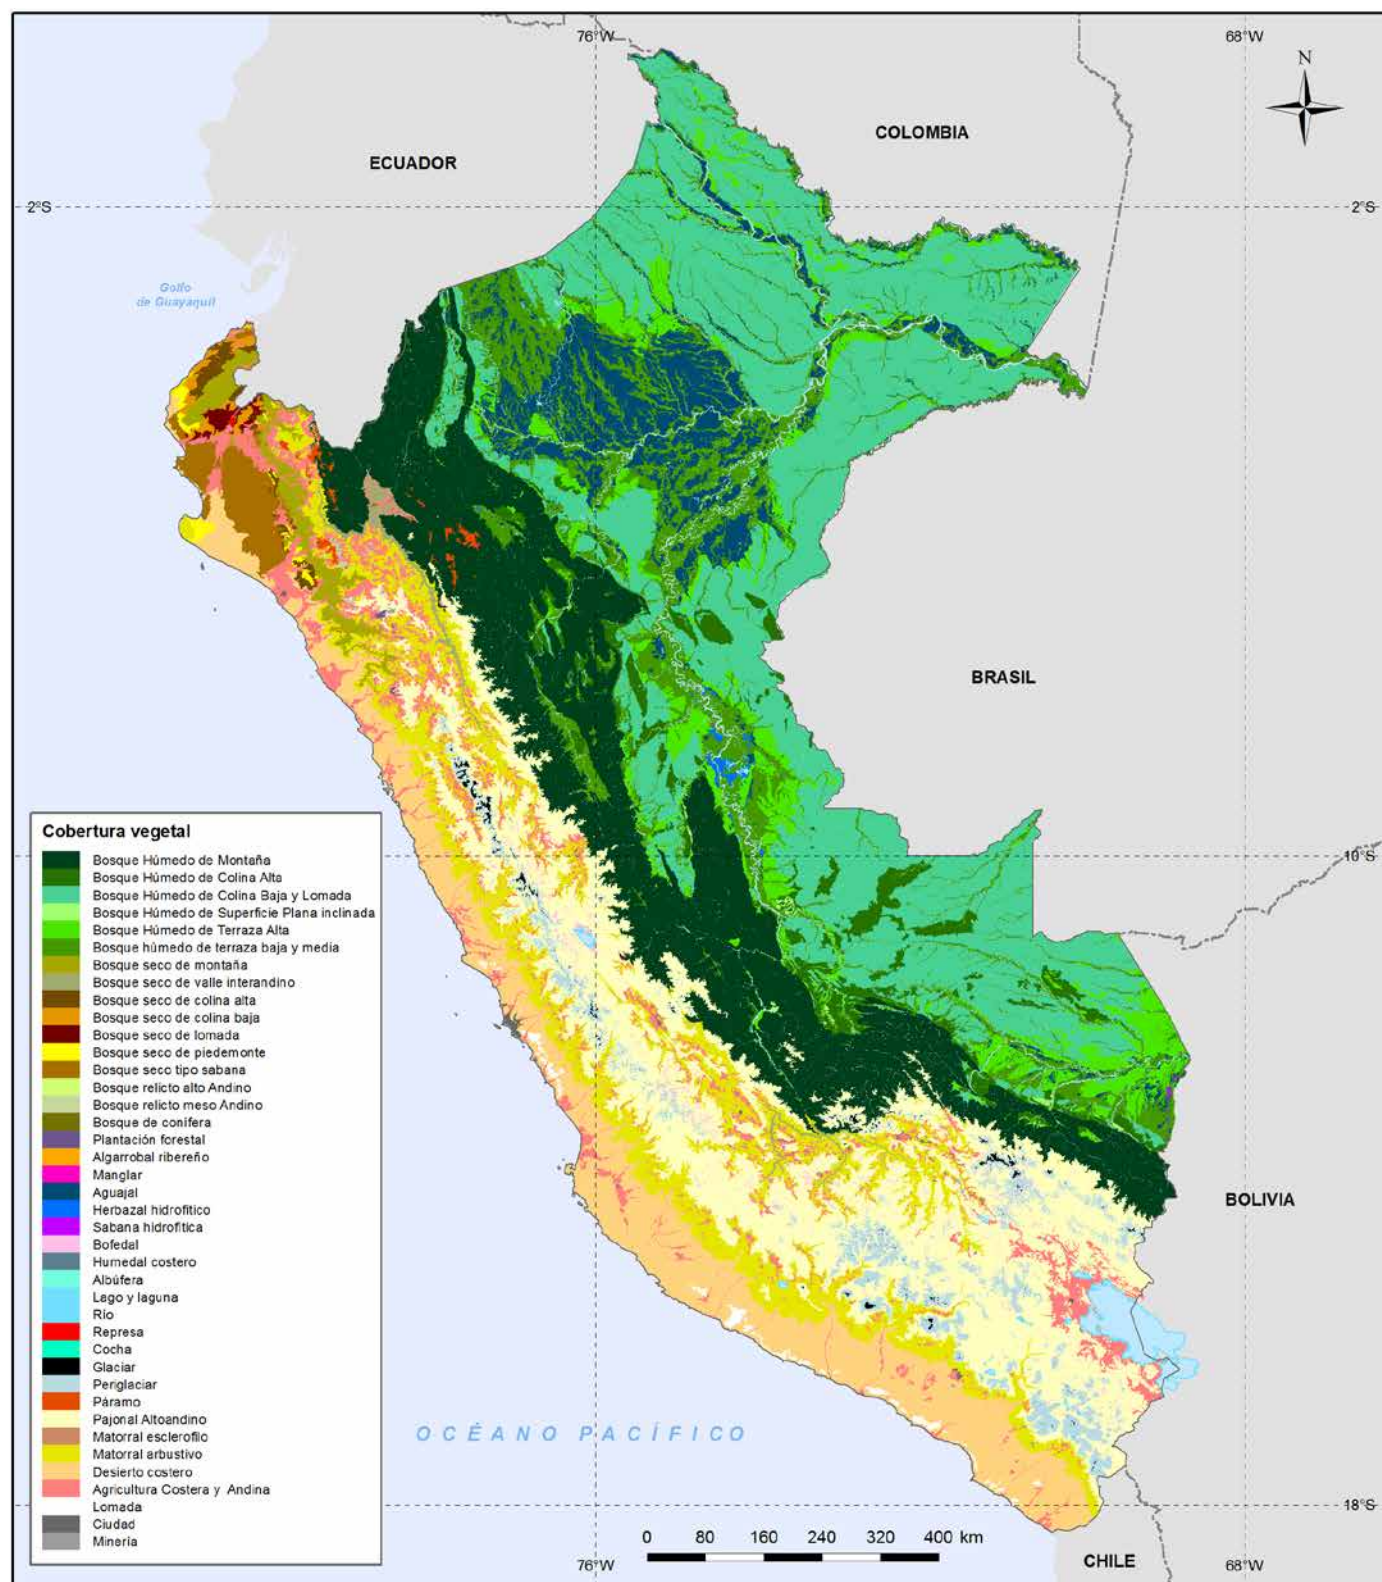 76°W
68°W
N
COLOMBIA
ECUADOR
2°S
2°S
Golfo
de Guayaquil
BRASIL
Cobertura vegetal
Bosque Húmedo de Montaña
Bosque Húmedo de Colina Alta
Bosque Húmedo de Colina Baja y Lomada
Bosque Húmedo de Superficie Plana inclinada
Bosque Húmedo de Terraza Alta
Bosque húmedo de terraza baja y media
Bosque seco de montaña
Bosque seco de valle interandino
Bosque seco de colina alta
Bosque seco de colina baja
Bosque seco de lomada
Bosque seco de piedemonte
Bosque seco tipo sabana
Bosque relicto alto Andino
Bosque relicto meso Andino
Bosque de conifera
Plantación forestal
Algarrobal ribereño
Manglar
Aguajal
Herbazal hidrofítico
Sabana hidrofítica
Bofedal
Humedal costero
Albúfera
Lago y laguna
Río
Represa
Cocha
Glaciar
Periglaciar
Páramo
Pajonal Altoandino
Matorral esclerofilo
Matorral arbustivo
Desierto costero
Agricultura Costera y Andina
Lomada
Ciudad
Minería
10°S
BOLIVIA
OCÉANO PACÍFICO
18°S
0 80 160 240 320 400 km
76°W
CHILE
68°W